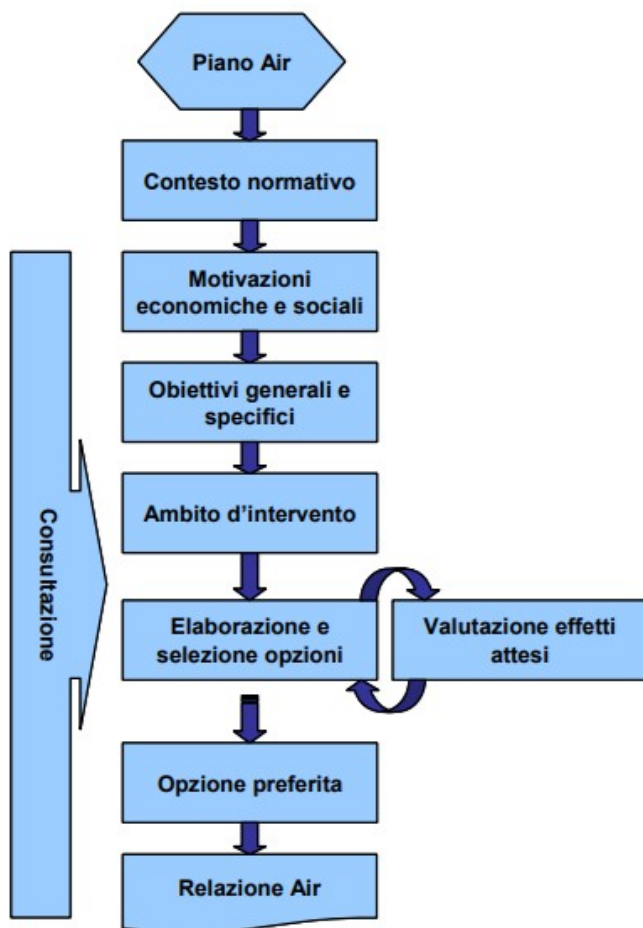 Piano Air
Contesto normativo
Motivazioni
economiche e sociali
Obiettivi generali e
specifici
Ambito d'intervento
Consultazione
Elaborazione e
selezione opzioni
Valutazione effetti
attesi
Opzione preferita
Relazione Air